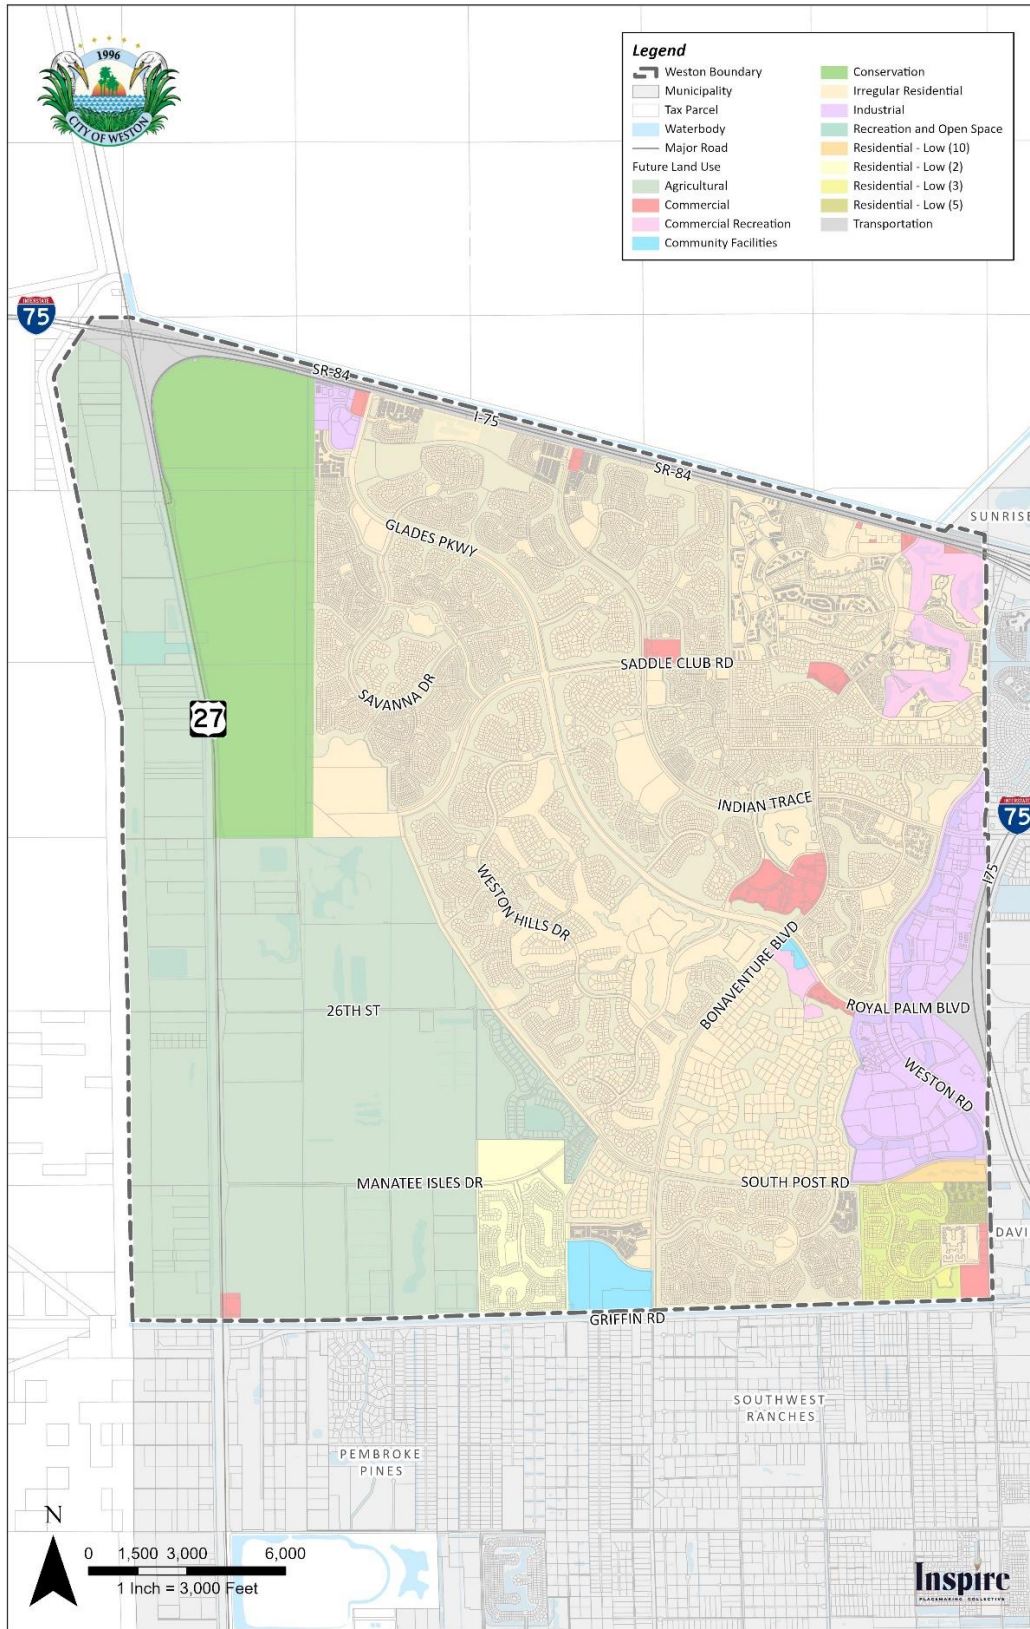 1996
CITY OF WESTON
Legend
Weston Boundary
Municipality
Tax Parcel
Waterbody
Major Road
Future Land Use
Agricultural
Commercial
Commercial Recreation
Community Facilities
Conservation
Irregular Residential
Industrial
Recreation and Open Space
Residential - Low (10)
Residential - Low (2)
Residential - Low (3)
Residential - Low (5)
Transportation
INTERSTATE
75
SR-84
I-75
SR-84
SUNRISE
GLADES PKWY
SADDLE CLUB RD
SAVANNA DR
27
INDIAN TRACE
INTERSTATE
75
I-75
WESTON HILLS DR
BONAVENTURE BLVD
26TH ST
ROYAL PALM BLVD
WESTON RD
MANATEE ISLES DR
SOUTH POST RD
DAVI
GRIFFIN RD
SOUTHWEST
RANCHES
PEMBROKE
PINES
N
0 1,500 3,000 6,000
1 Inch = 3,000 Feet
Inspire
PLACEMAKING COLLECTIVE